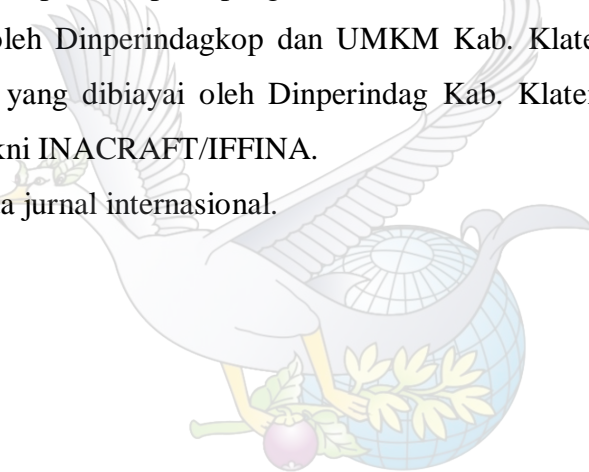 oleh Dinperindagkop dan UMKM Kab. Klate
yang dibiayai oleh Dinperindag Kab. Klate
kni INACRAFT/IFFINA.
a jurnal internasional.